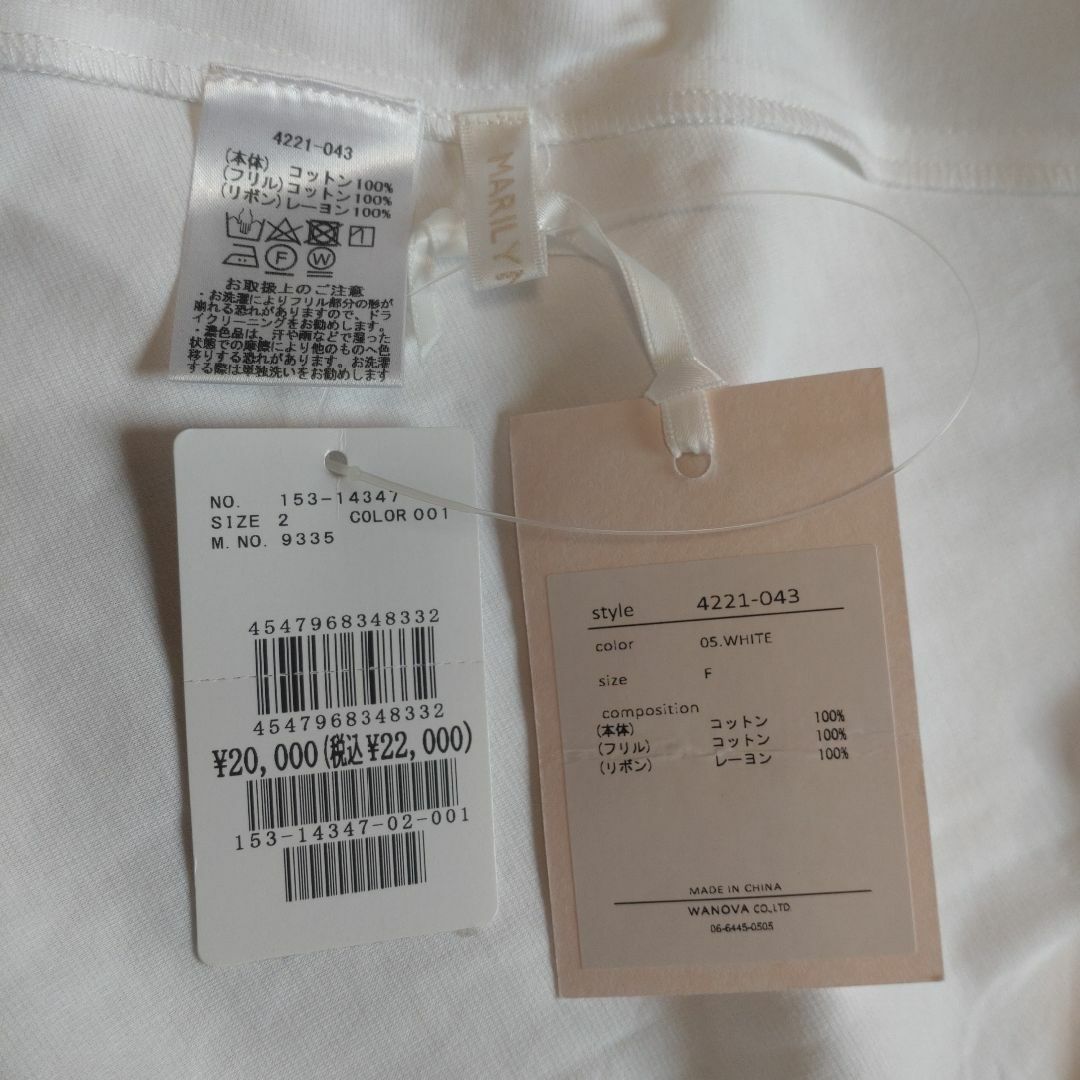 4221-043
(本体) コットン100%
(フリル) コットン100%
(リボン) レーヨン100%
F W
お取扱上のご注意
・お洗濯によりフリル部分の形が
崩れる恐れがありますので、ドラ
イクリーニングをお勧めします。
・濃色品は、汗や雨などで湿った
状態での摩擦により他のものへ色
移りする恐れがあります。お洗濯
する際は単独洗いをお勧めします
MARILY
NO. 153-14347
SIZE 2 COLOR 001
M. NO. 9335
4547968348332
4547968348332
¥20,000(税込¥22,000)
153-14347-02-001
style 4221-043
color 05.WHITE
size F
composition
(本体) コットン 100%
(フリル) コットン 100%
(リボン) レーヨン 100%
MADE IN CHINA
WANOVA CO.,LTD.
06-6445-0505